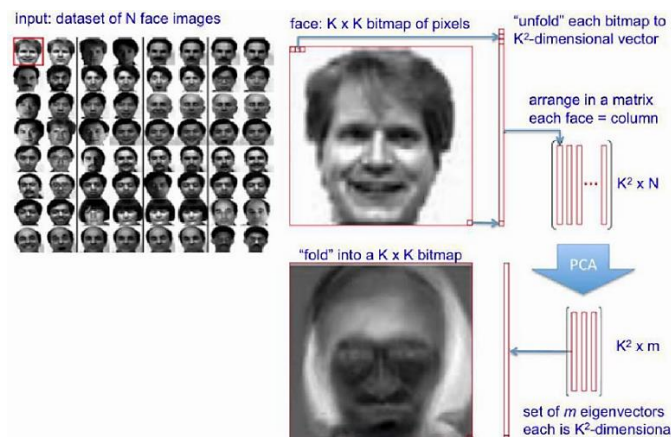 input: dataset of N face images
face: K x K bitmap of pixels
"unfold" each bitmap to
K²-dimensional vector
arrange in a matrix
each face = column
K² x N
PCA
"fold" into a K x K bitmap
K² x m
set of m eigenvectors
each is K²-dimensiona